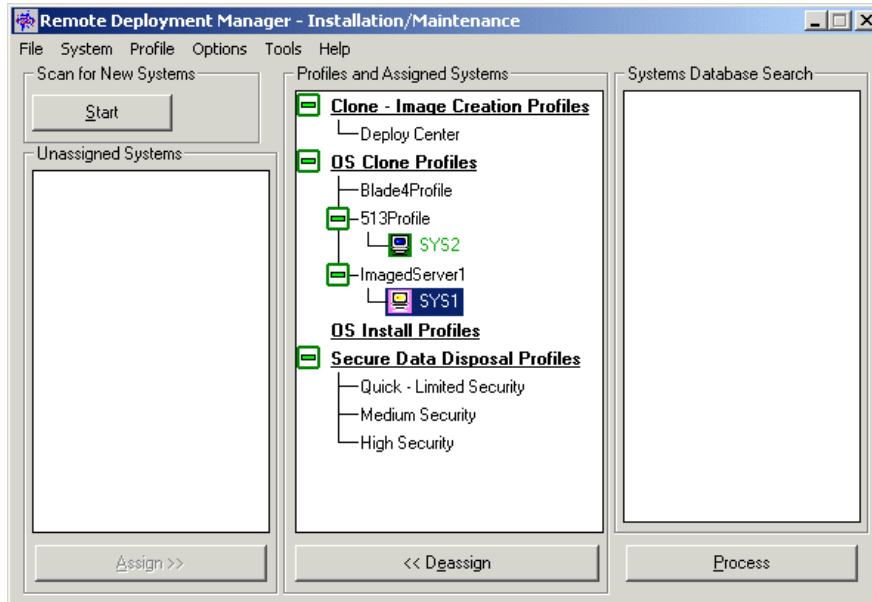 Remote Deployment Manager - Installation/Maintenance
File System Profile Options Tools Help
Scan for New Systems
Start
Unassigned Systems
Assign >>
Profiles and Assigned Systems
Clone - Image Creation Profiles
Deploy Center
OS Clone Profiles
Blade4Profile
513Profile
SYS2
ImagedServer1
SYS1
OS Install Profiles
Secure Data Disposal Profiles
Quick - Limited Security
Medium Security
High Security
<< Deassign
Systems Database Search
Process